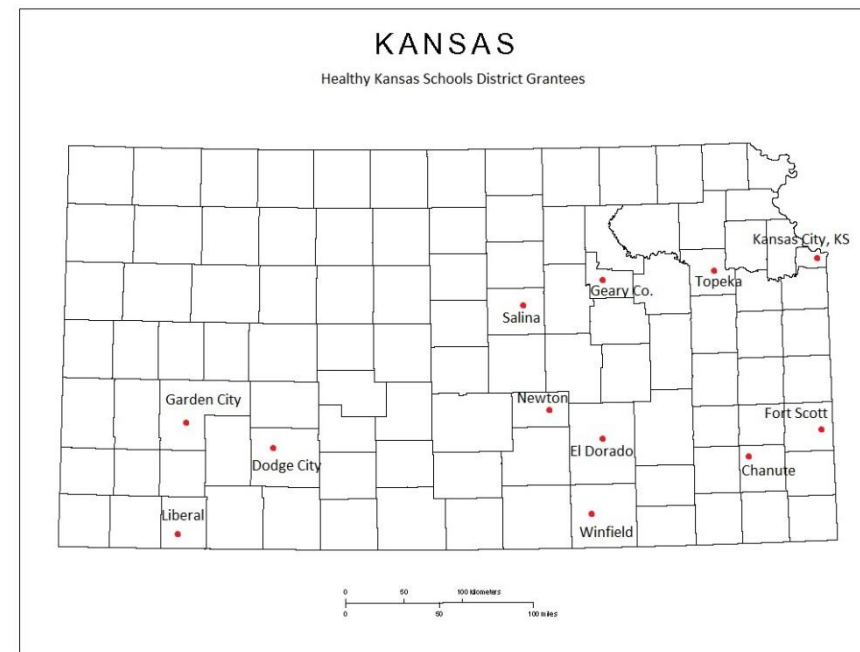 KANSAS
Healthy Kansas Schools District Grantees
Kansas City, KS
Topeka
Geary Co.
Salina
Newton
Garden City
Fort Scott
El Dorado
Dodge City
Chanute
Liberal
Winfield
0 50 100 kilometers
0 50 100 miles